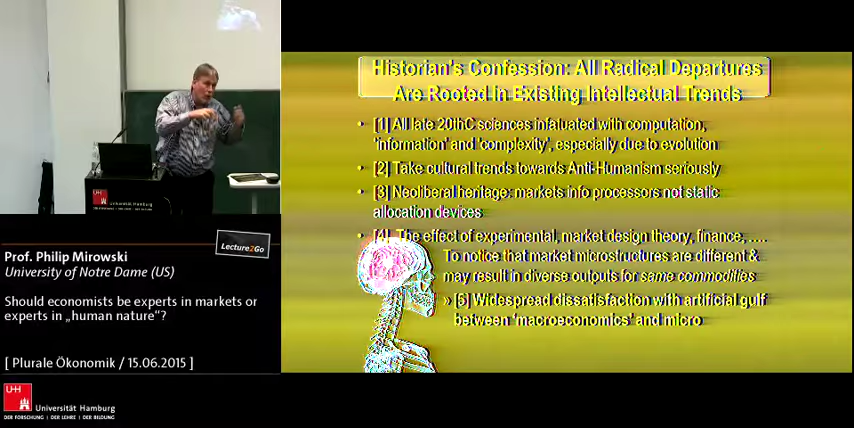 Historian's Confession: All Radical Departures
Are Rooted in Existing Intellectual Trends
• [1] All late 20thC sciences infatuated with computation,
'information' and 'complexity', especially due to evolution
• [2] Take cultural trends towards Anti-Humanism seriously
• [3] Neoliberal heritage: markets info processors not static
allocation devices
• [4] The effect of experimental, market design theory, finance, ....
To notice that market microstructures are different &
may result in diverse outputs for same commodities
» [5] Widespread dissatisfaction with artificial gulf
between 'macroeconomics' and micro
UH
Universität Hamburg
Lecture2Go
Prof. Philip Mirowski
University of Notre Dame (US)
Should economists be experts in markets or
experts in „human nature“?
[ Plurale Ökonomik / 15.06.2015 ]
UH
Universität Hamburg
DER FORSCHUNG | DER LEHRE | DER BILDUNG